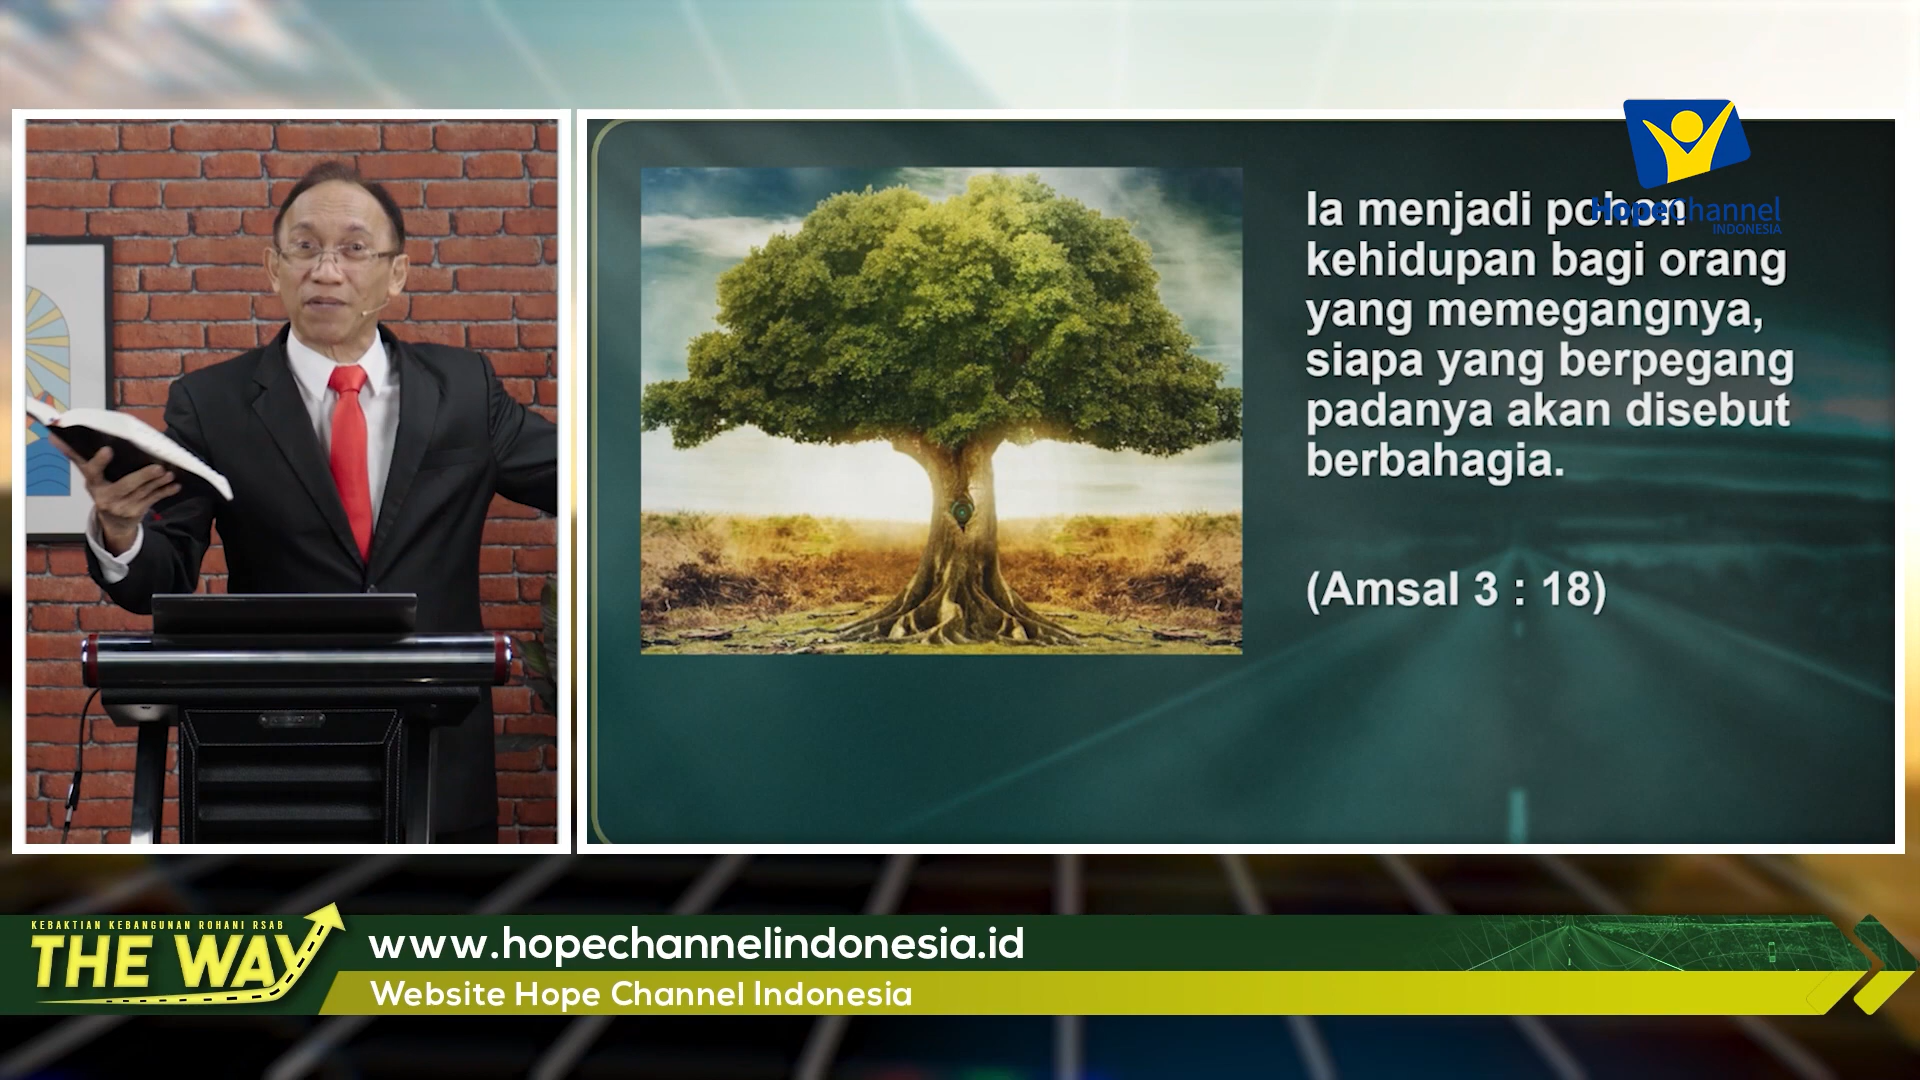 HopeChannel
INDONESIA
Ia menjadi pohon
kehidupan bagi orang
yang memegangnya,
siapa yang berpegang
padanya akan disebut
berbahagia.
(Amsal 3 : 18)
KEBAKTIAN KEBANGUNAN ROHANI RSAB
THE WAY
www.hopechannelindonesia.id
Website Hope Channel Indonesia